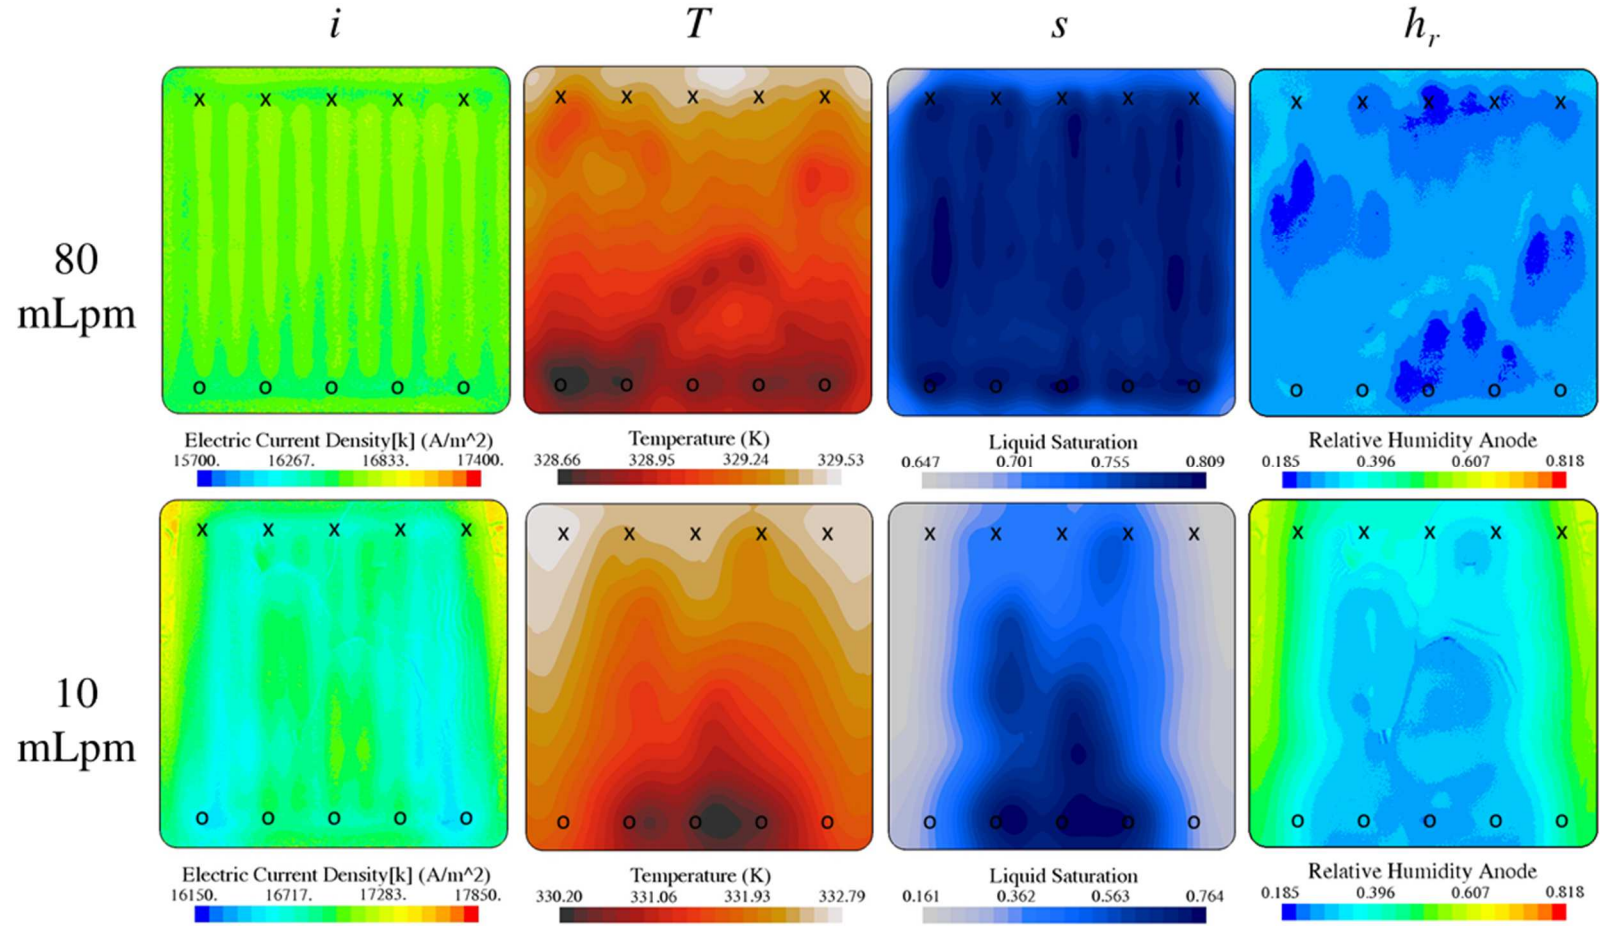 i T s h_r
x x x x x x x x x x x x x x x x x x x x
80
mLpm
o o o o o o o o o o o o o o o o o o o o
Electric Current Density[k] (A/m^2) Temperature (K) Liquid Saturation Relative Humidity Anode
15700. 16267. 16833. 17400. 328.66 328.95 329.24 329.53 0.647 0.701 0.755 0.809 0.185 0.396 0.607 0.818
x x x x x x x x x x x x x x x x x x x x
10
mLpm
o o o o o o o o o o o o o o o o o o o o
Electric Current Density[k] (A/m^2) Temperature (K) Liquid Saturation Relative Humidity Anode
16150. 16717. 17283. 17850. 330.20 331.06 331.93 332.79 0.161 0.362 0.563 0.764 0.185 0.396 0.607 0.818